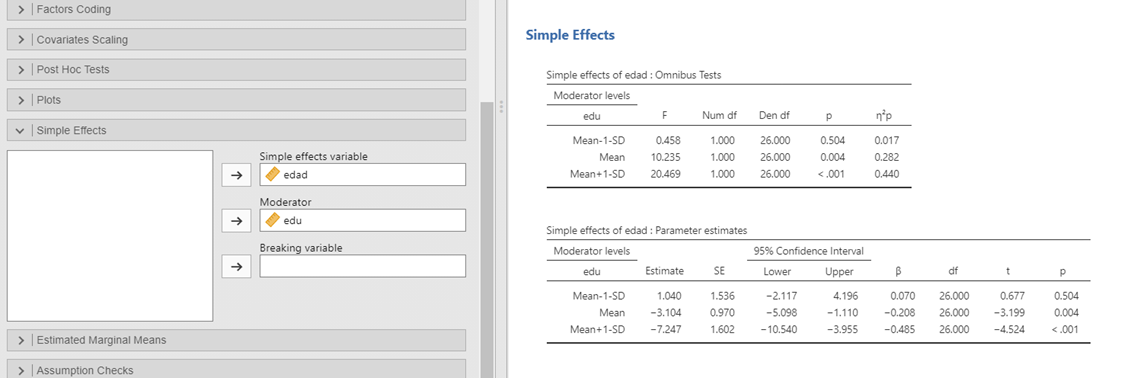 Factors Coding
Covariates Scaling
Post Hoc Tests
Plots
Simple Effects
Simple effects variable
edad
Moderator
edu
Breaking variable
Estimated Marginal Means
Assumption Checks
Simple Effects
Simple effects of edad : Omnibus Tests
Moderator levels
edu F Num df Den df p η²p
Mean-1-SD 0.458 1.000 26.000 0.504 0.017
Mean 10.235 1.000 26.000 0.004 0.282
Mean+1-SD 20.469 1.000 26.000 < .001 0.440
Simple effects of edad : Parameter estimates
Moderator levels 95% Confidence Interval
edu Estimate SE Lower Upper β df t p
Mean-1-SD 1.040 1.536 −2.117 4.196 0.070 26.000 0.677 0.504
Mean −3.104 0.970 −5.098 −1.110 −0.208 26.000 −3.199 0.004
Mean+1-SD −7.247 1.602 −10.540 −3.955 −0.485 26.000 −4.524 < .001